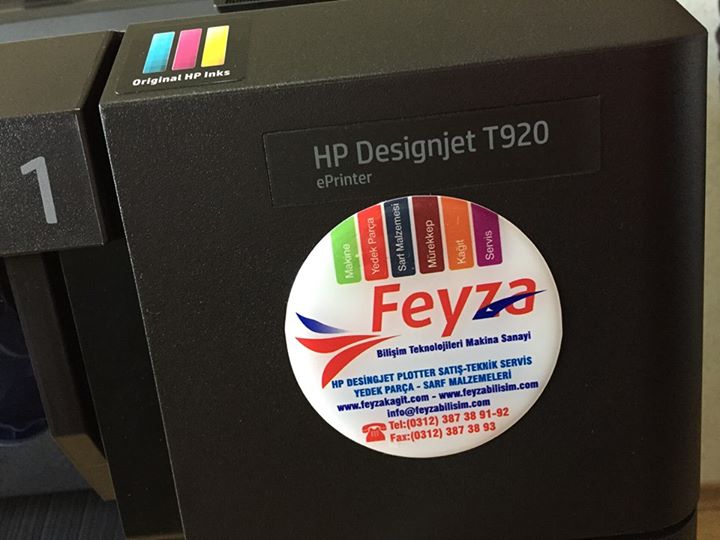 Original HP Inks
1
HP Designjet T920
ePrinter
Makine
Yedek Parça
Sarf Malzemesi
Mürekkep
Kağıt
Servis
Feyza
Bilişim Teknolojileri Makina Sanayi
HP DESİNGJET PLOTTER SATIŞ-TEKNİK SERVİS
YEDEK PARÇA - SARF MALZEMELERİ
www.feyzakagit.com - www.feyzabilisim.com
info@feyzabilisim.com
Tel:(0312) 387 38 91-92
Fax:(0312) 387 38 93